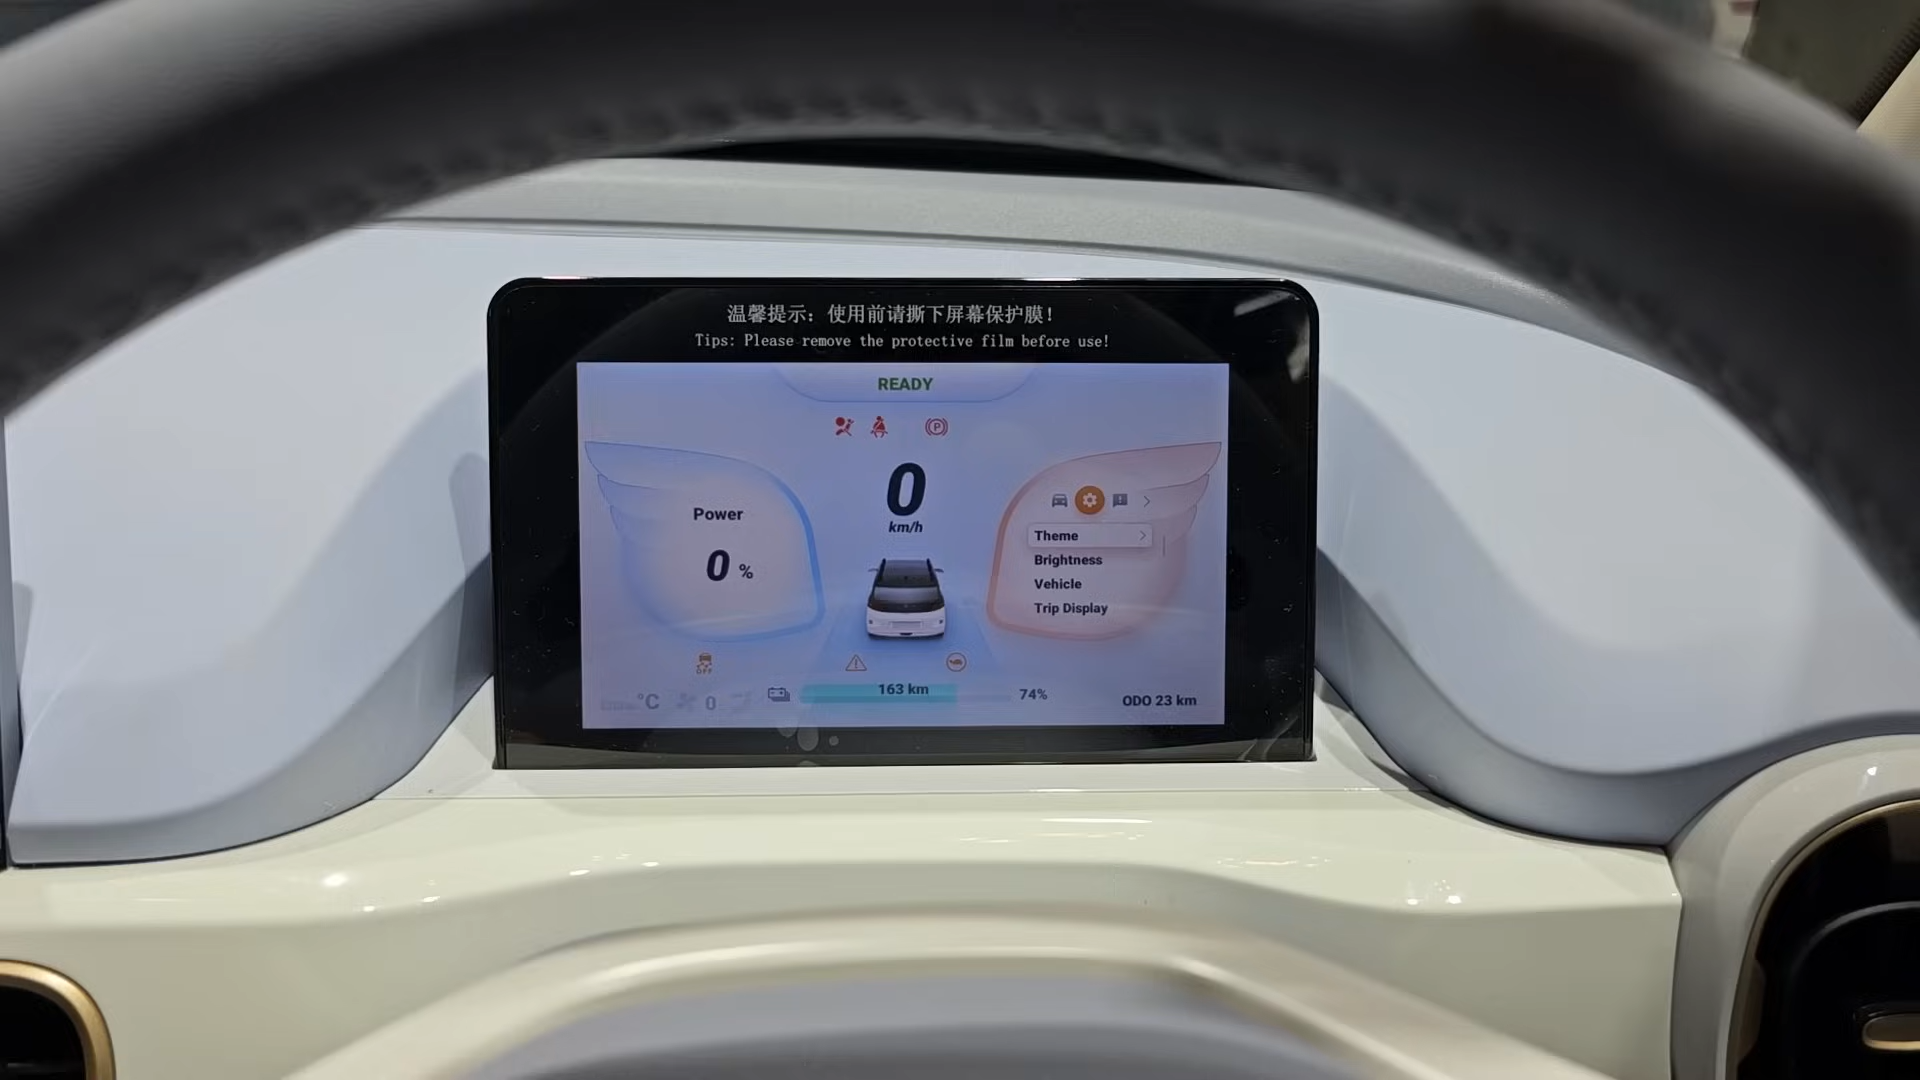 温馨提示：使用前请撕下屏幕保护膜！
Tips: Please remove the protective film before use!
READY
0
km/h
Power
0 %
Theme
Brightness
Vehicle
Trip Display
OFF
°C 0
163 km
74%
ODO 23 km